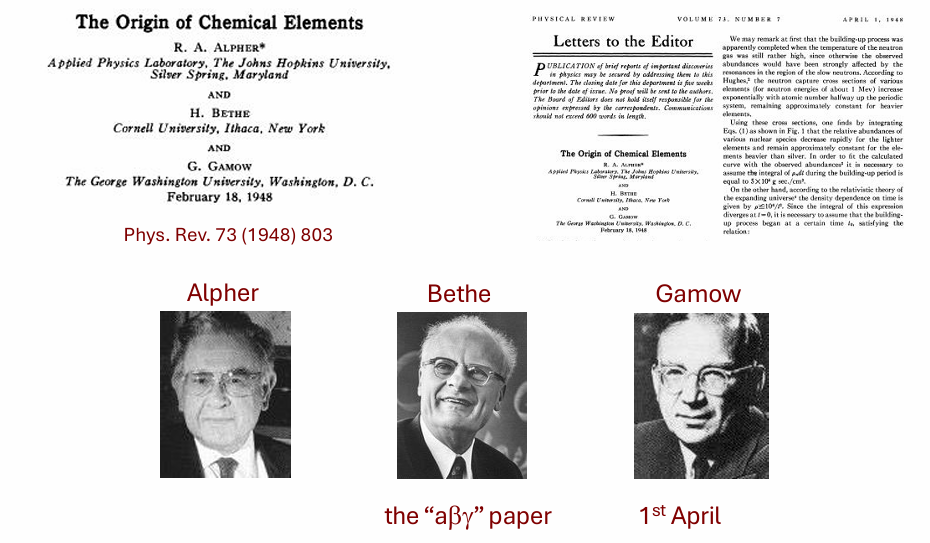 The Origin of Chemical Elements
R. A. ALPHER*
Applied Physics Laboratory, The Johns Hopkins University,
Silver Spring, Maryland
AND
H. BETHE
Cornell University, Ithaca, New York
AND
G. GAMOW
The George Washington University, Washington, D. C.
February 18, 1948
Phys. Rev. 73 (1948) 803
PHYSICAL REVIEW VOLUME 73, NUMBER 7 APRIL 1, 1948
Letters to the Editor
PUBLICATION of brief reports of important discoveries
in physics may be secured by addressing them to this
department. The closing date for this department is five weeks
prior to the date of issue. No proof will be sent to the authors.
The Board of Editors does not hold itself responsible for the
opinions expressed by the correspondents. Communications
should not exceed 600 words in length.
The Origin of Chemical Elements
R. A. ALPHER*
Applied Physics Laboratory, The Johns Hopkins University,
Silver Spring, Maryland
AND
H. BETHE
Cornell University, Ithaca, New York
AND
G. GAMOW
The George Washington University, Washington, D. C.
February 18, 1948
We may remark at first that the building-up process was
apparently completed when the temperature of the neutron
gas was still rather high, since otherwise the observed
abundances would have been strongly affected by the
resonances in the region of the slow neutrons. According to
Hughes,² the neutron capture cross sections of various
elements (for neutron energies of about 1 Mev) increase
exponentially with atomic number halfway up the periodic
system, remaining approximately constant for heavier
elements.
Using these cross sections, one finds by integrating
Eqs. (1) as shown in Fig. 1 that the relative abundances of
various nuclear species decrease rapidly for the lighter
elements and remain approximately constant for the ele-
ments heavier than silver. In order to fit the calculated
curve with the observed abundances³ it is necessary to
assume the integral of ρₙdt during the building-up period is
equal to 5×10⁴ g sec./cm³.
On the other hand, according to the relativistic theory of
the expanding universe⁴ the density dependence on time is
given by ρ≅10⁶/t². Since the integral of this expression
diverges at t=0, it is necessary to assume that the building-
up process began at a certain time t₀, satisfying the
relation:
Alpher
Bethe
Gamow
the “aβγ” paper
1st April